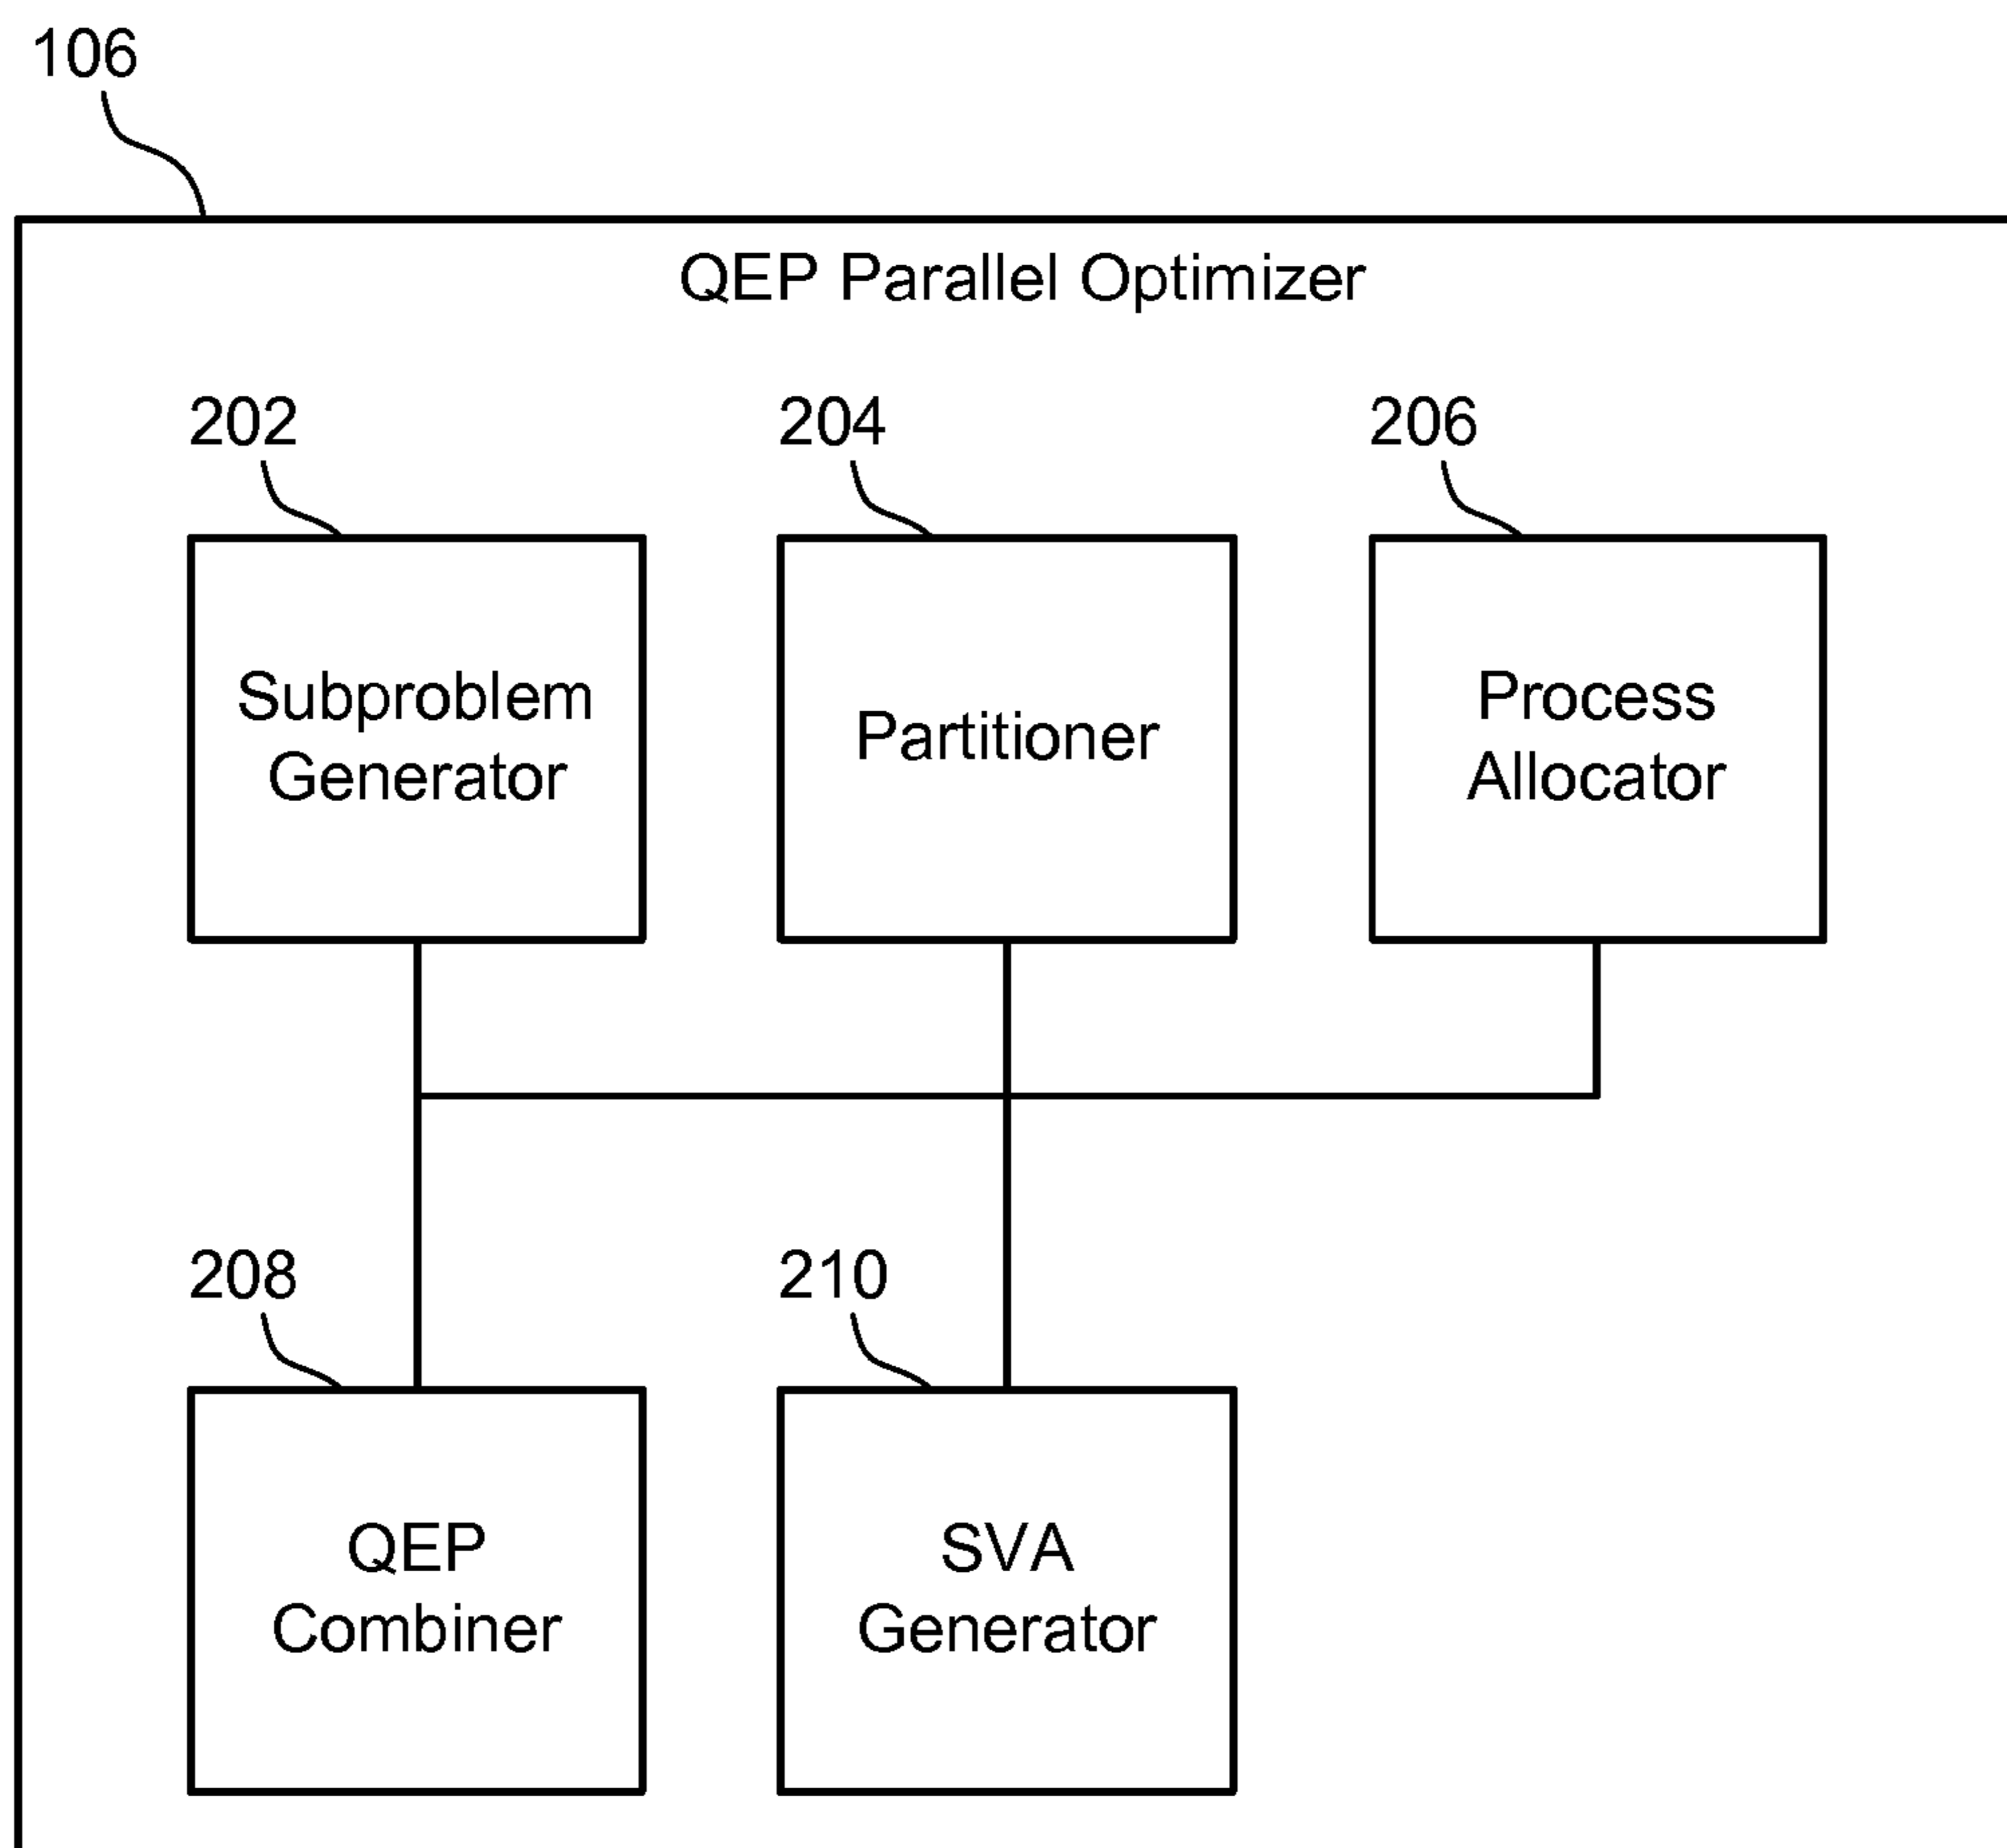 106
QEP Parallel Optimizer
202
204
206
Subproblem
Generator
Partitioner
Process
Allocator
208
210
QEP
Combiner
SVA
Generator